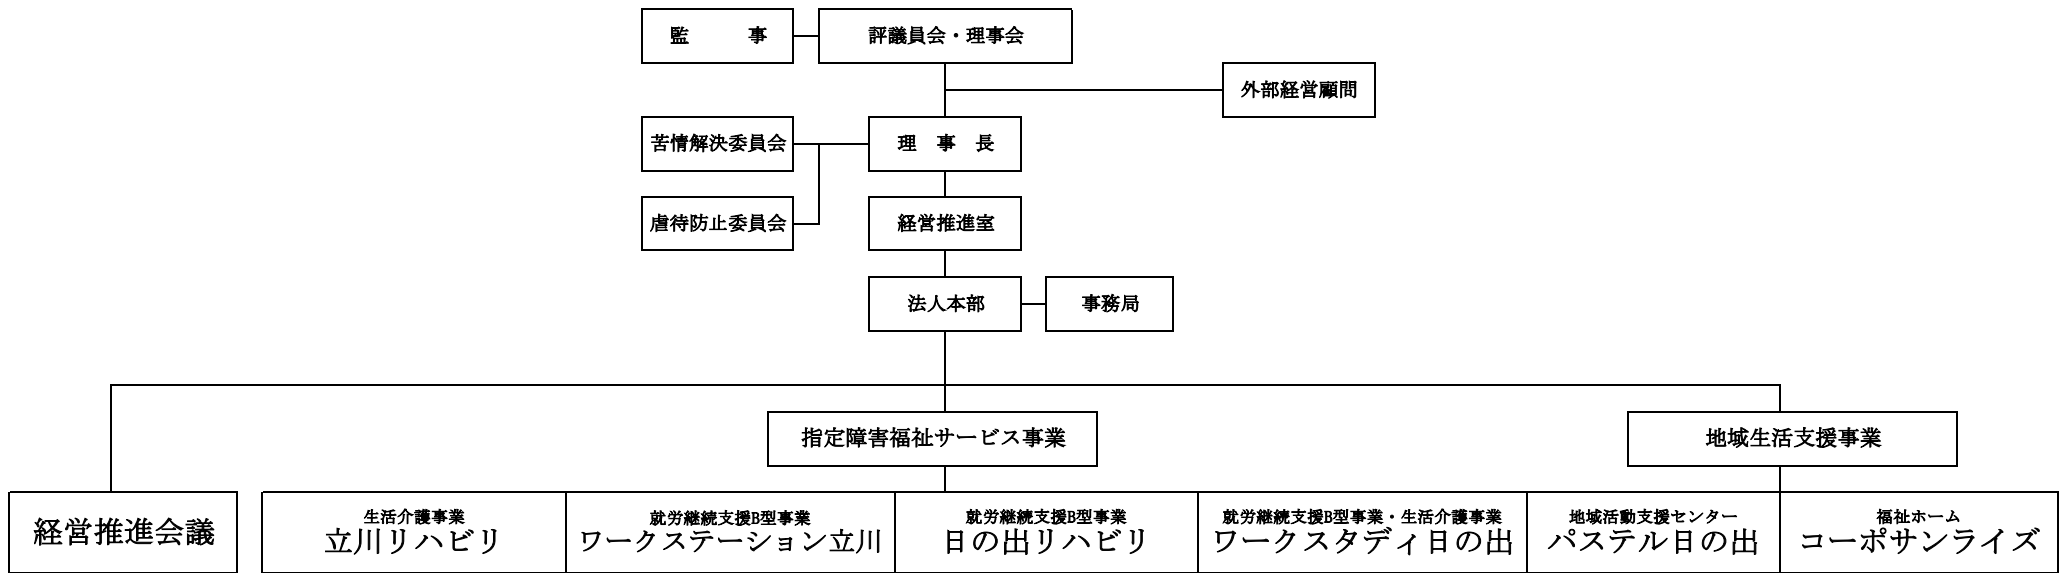 監　　　事
評議員会・理事会
外部経営顧問
苦情解決委員会
理　事　長
虐待防止委員会
経営推進室
法人本部
事務局
指定障害福祉サービス事業
地域生活支援事業
経営推進会議
生活介護事業
立川リハビリ
就労継続支援B型事業
ワークステーション立川
就労継続支援B型事業
日の出リハビリ
就労継続支援B型事業・生活介護事業
ワークスタディ日の出
地域活動支援センター
パステル日の出
福祉ホーム
コーポサンライズ